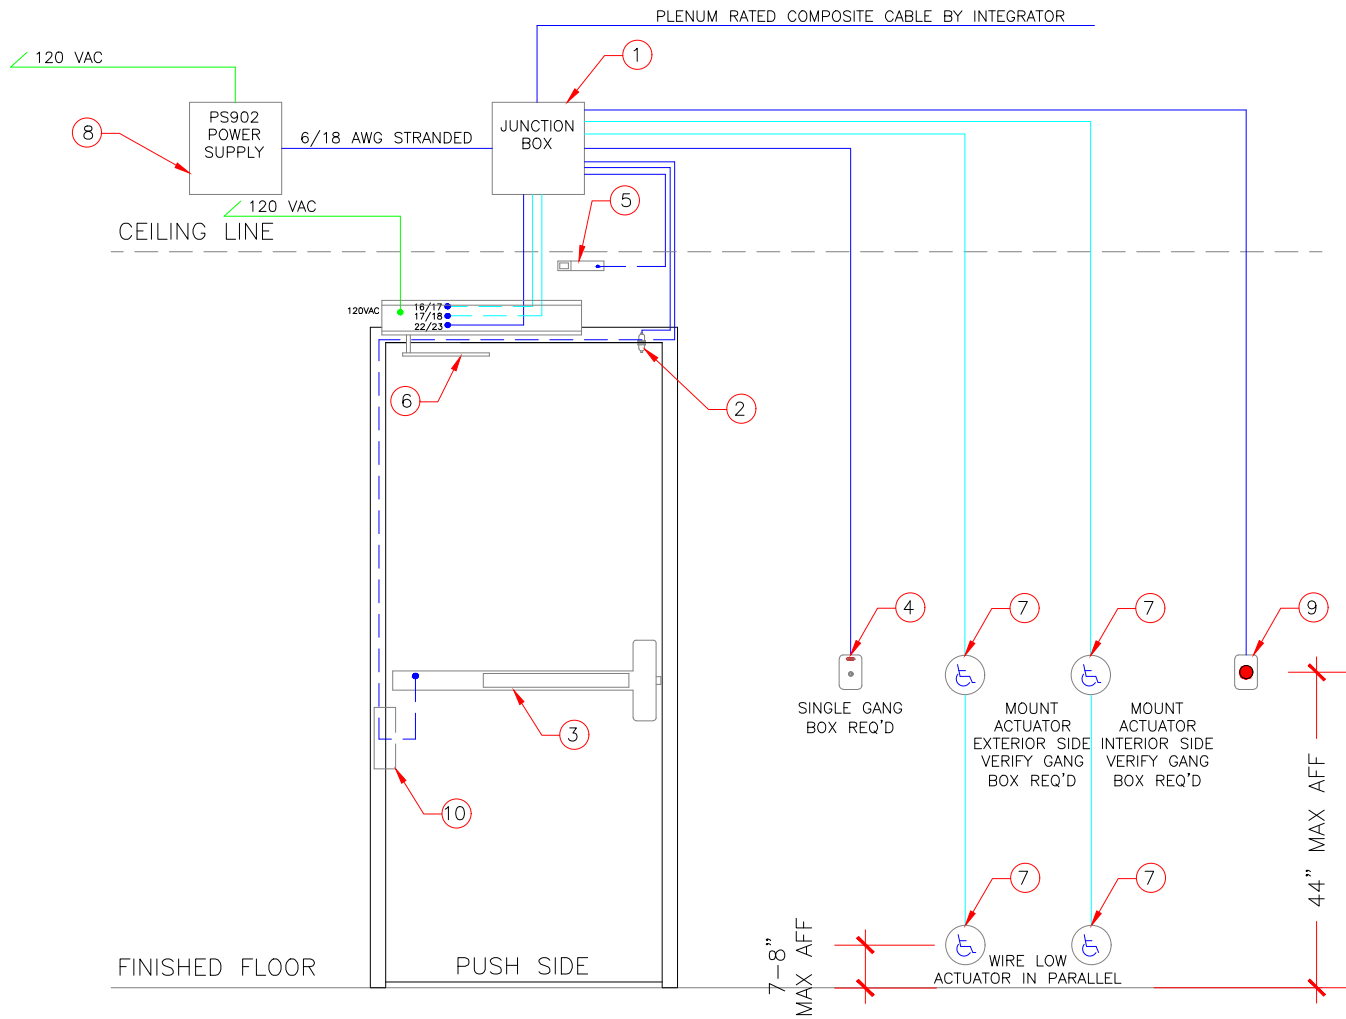 PLENUM RATED COMPOSITE CABLE BY INTEGRATOR
120 VAC
1
PS902
POWER
SUPPLY
8
6/18 AWG STRANDED
JUNCTION
BOX
120 VAC
5
CEILING LINE
120VAC
16/17
17/18
22/23
6
2
4
7
7
9
SINGLE GANG
BOX REQ'D
MOUNT
ACTUATOR
EXTERIOR SIDE
VERIFY GANG
BOX REQ'D
MOUNT
ACTUATOR
INTERIOR SIDE
VERIFY GANG
BOX REQ'D
3
10
44" MAX AFF
7
7
7-8"
MAX AFF
WIRE LOW
ACTUATOR IN PARALLEL
FINISHED FLOOR
PUSH SIDE